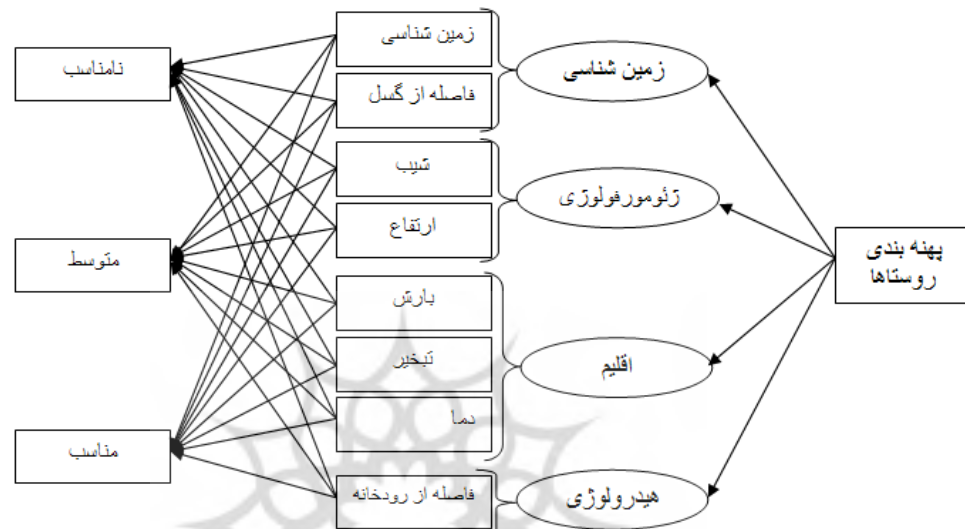 پهنه بندی
روستاها
زمین شناسی
ژئومورفولوژی
اقلیم
هیدرولوژی
زمین شناسی
فاصله از گسل
شیب
ارتفاع
بارش
تبخیر
دما
فاصله از رودخانه
نامناسب
متوسط
مناسب